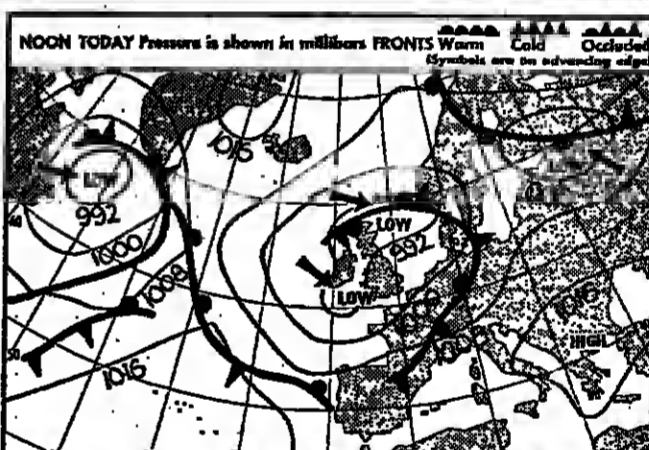 NOON TODAY Pressure is shown in millibars FRONTS Warm Cold Occluded
(Symbols are on advancing edge)
1016
LOW
992
1000
1008
1016
LOW
992
LOW
1016
HIGH